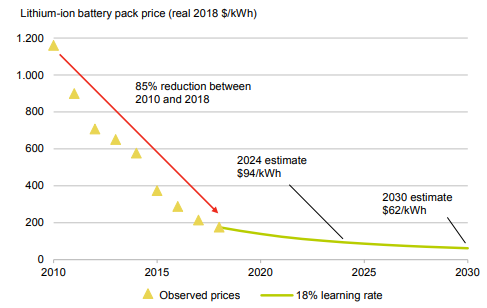 Lithium-ion battery pack price (real 2018 $/kWh)
1.200
1.000
800
600
400
200
0
85% reduction between
2010 and 2018
2024 estimate
$94/kWh
2030 estimate
$62/kWh
2010
2015
2020
2025
2030
Observed prices
18% learning rate